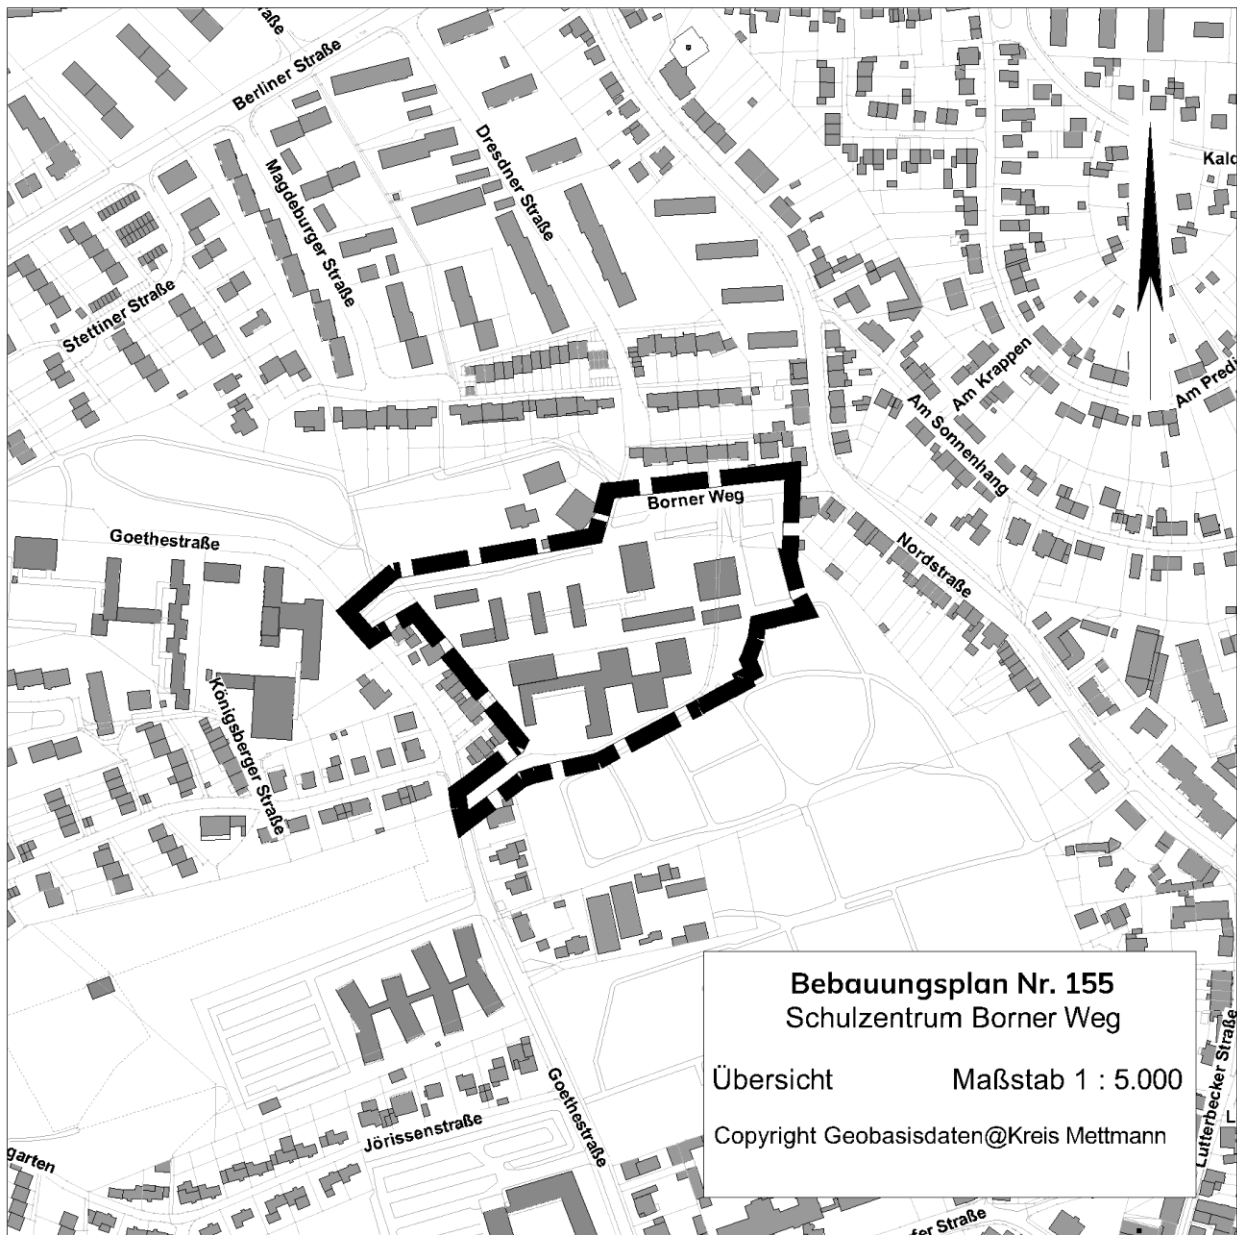 raße
Berliner Straße
Dresdner Straße
Magdeburger Straße
Kald
Stettiner Straße
Am Krappen
Am Predi
Am Sonnenhang
Borner Weg
Goethestraße
Nordstraße
Königsberger Straße
Bebauungsplan Nr. 155
Schulzentrum Borner Weg
Übersicht Maßstab 1 : 5.000
Copyright Geobasisdaten@Kreis Mettmann
Lutterbecker Straße
L
Goethestraße
Jörissenstraße
garten
fer Straße